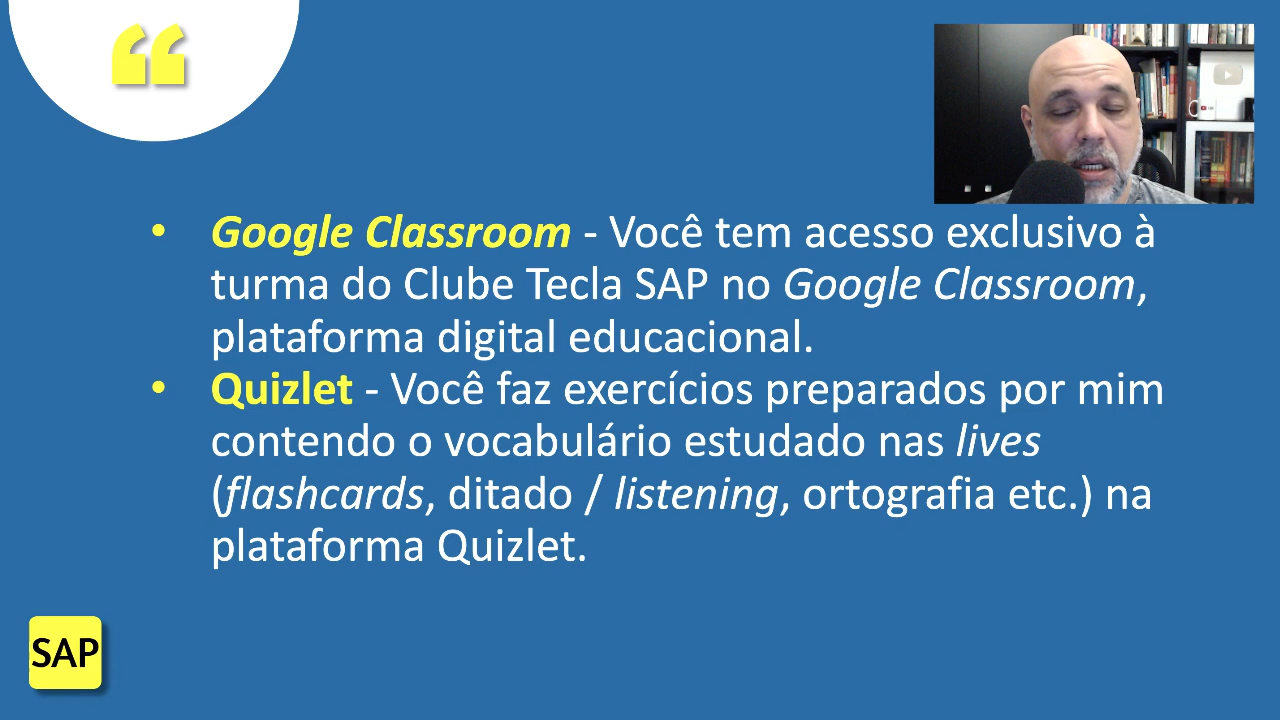 • Google Classroom - Você tem acesso exclusivo à
turma do Clube Tecla SAP no Google Classroom,
plataforma digital educacional.
• Quizlet - Você faz exercícios preparados por mim
contendo o vocabulário estudado nas lives
(flashcards, ditado / listening, ortografia etc.) na
plataforma Quizlet.
SAP